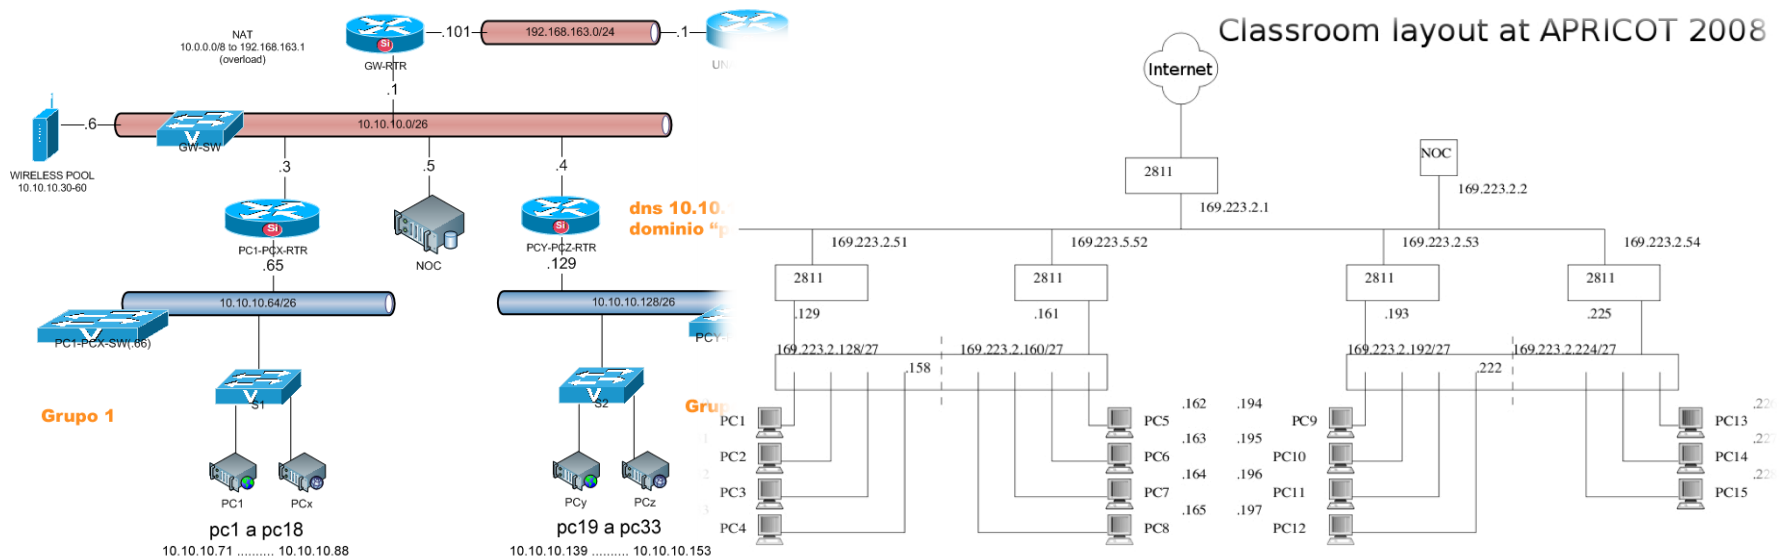 NAT
10.0.0.0/8 to 192.168.163.1
(overload)
Si
GW-RTR
.101
192.168.163.0/24
.1
.1
.6
10.10.10.0/26
GW-SW
WIRELESS POOL
10.10.10.30-60
.3
.5
.4
Si
PC1-PCX-RTR
.65
NOC
Si
PCY-PCZ-RTR
.129
dns 10.10.
dominio "p
10.10.10.64/26
10.10.10.128/26
PC1-PCX-SW(.66)
PCY-
S1
S2
Grupo 1
Grup
PC1
PCx
PCy
PCz
pc1 a pc18
10.10.10.71 .......... 10.10.10.88
pc19 a pc33
10.10.10.139 .......... 10.10.10.153
Classroom layout at APRICOT 2008
Internet
2811
NOC
169.223.2.1
169.223.2.2
169.223.2.51
169.223.5.52
169.223.2.53
169.223.2.54
2811
2811
2811
2811
.129
.161
.193
.225
169.223.2.128/27
169.223.2.160/27
169.223.2.192/27
169.223.2.224/27
.158
.222
PC1
PC5
.162
.194
PC9
PC13
PC2
PC6
.163
.195
PC10
PC14
PC3
PC7
.164
.196
PC11
PC15
PC4
PC8
.165
.197
PC12